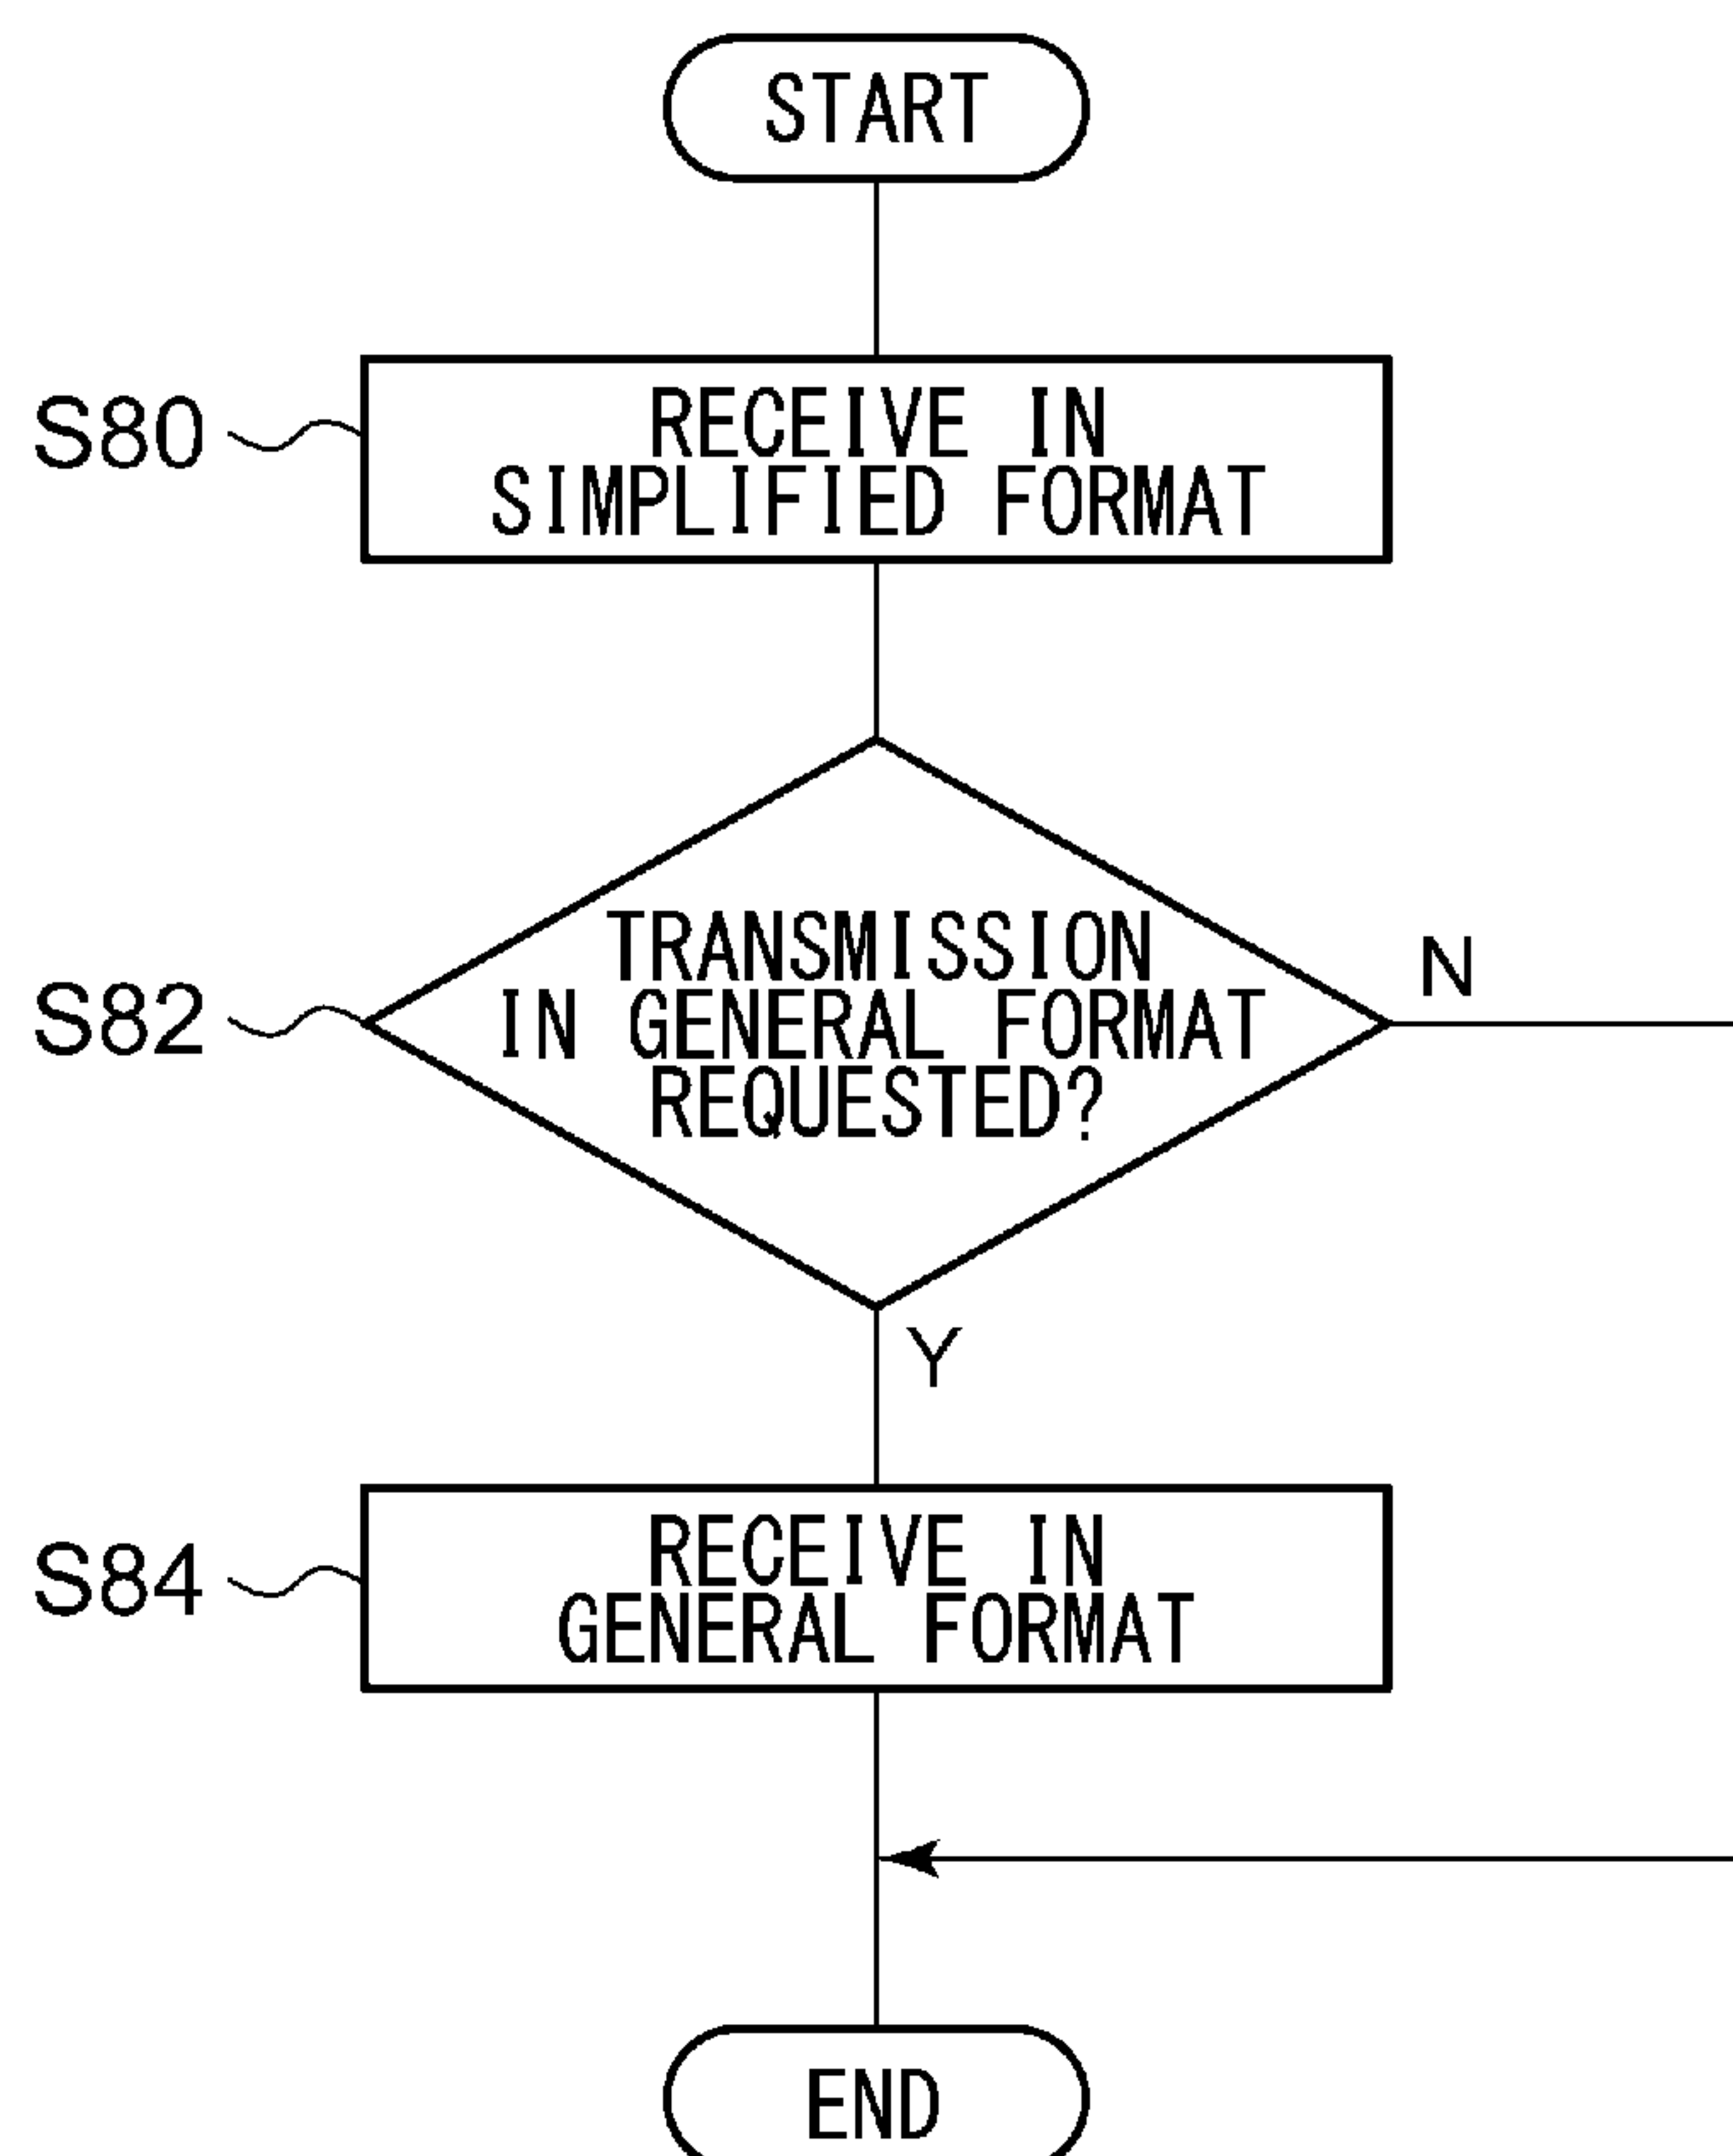 START
S80
RECEIVE IN
SIMPLIFIED FORMAT
S82
TRANSMISSION
IN GENERAL FORMAT
REQUESTED?
N
Y
S84
RECEIVE IN
GENERAL FORMAT
END